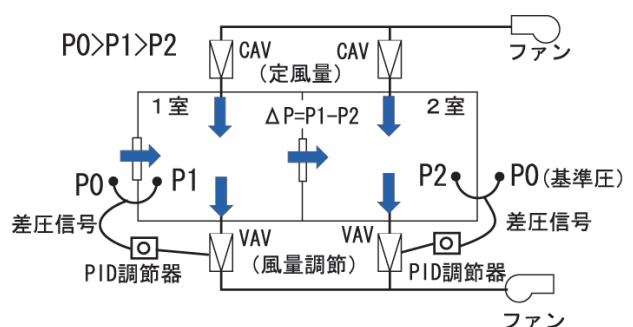 P0>P1>P2
CAV
CAV
ファン
(定風量)
1室
ΔP=P1-P2
2室
P0
P1
P2
P0(基準圧)
差圧信号
差圧信号
VAV
VAV
PID調節器
(風量調節)
PID調節器
ファン